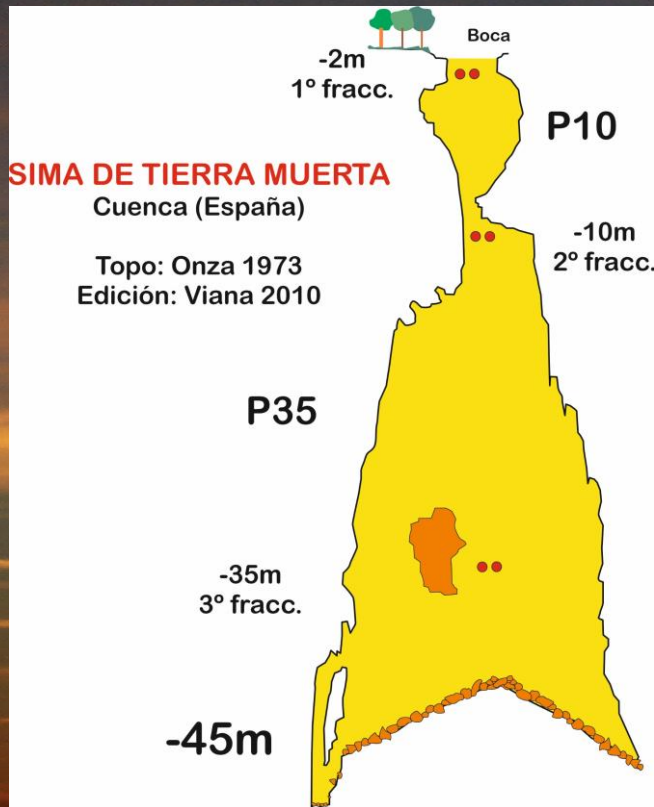 Boca
-2m
1º fracc.
P10
SIMA DE TIERRA MUERTA
Cuenca (España)
-10m
2º fracc.
Topo: Onza 1973
Edición: Viana 2010
P35
-35m
3º fracc.
-45m